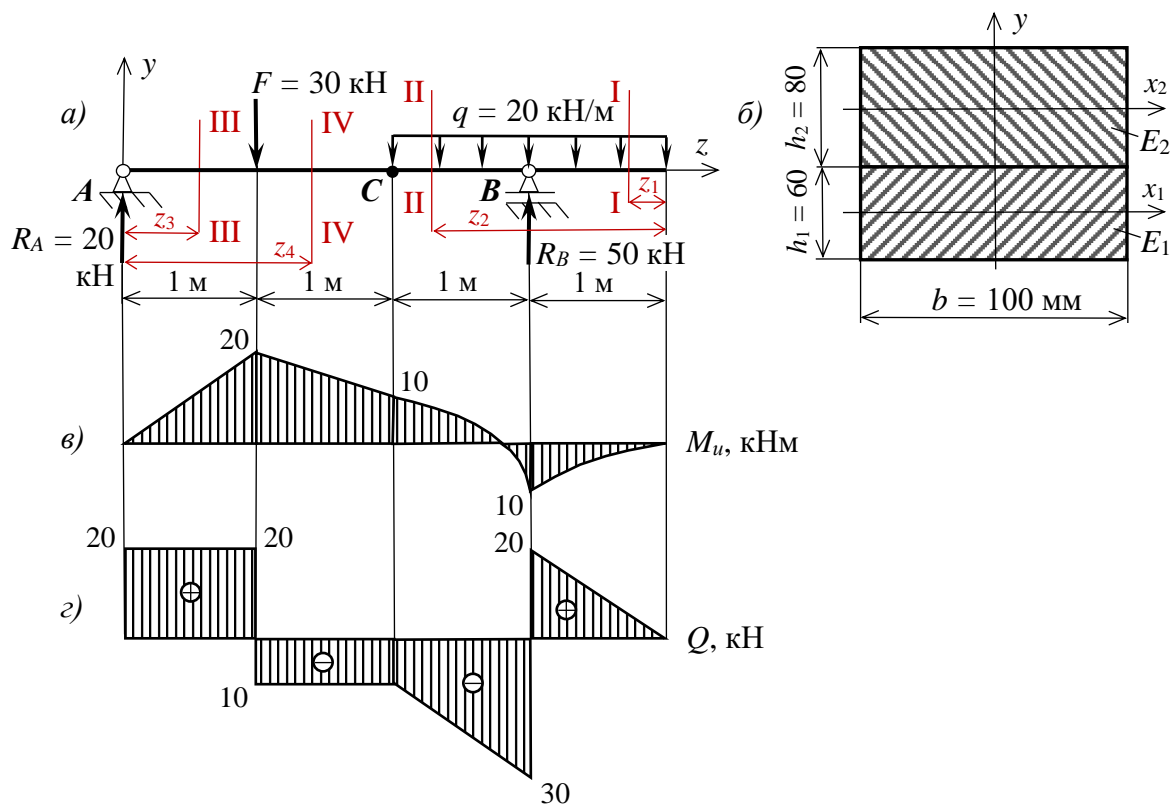 y
y
а)
F = 30 кН
II
I
б)
III
IV
q = 20 кН/м
z
A
C
B
h₂ = 80
x₂
E₂
z₃
z₁
z₂
R_A = 20
кН
III
IV
II
I
z₄
R_B = 50 кН
h₁ = 60
x₁
E₁
1 м
1 м
1 м
1 м
b = 100 мм
20
10
в)
M_и, кНм
10
20
20
20
г)
Q, кН
10
30